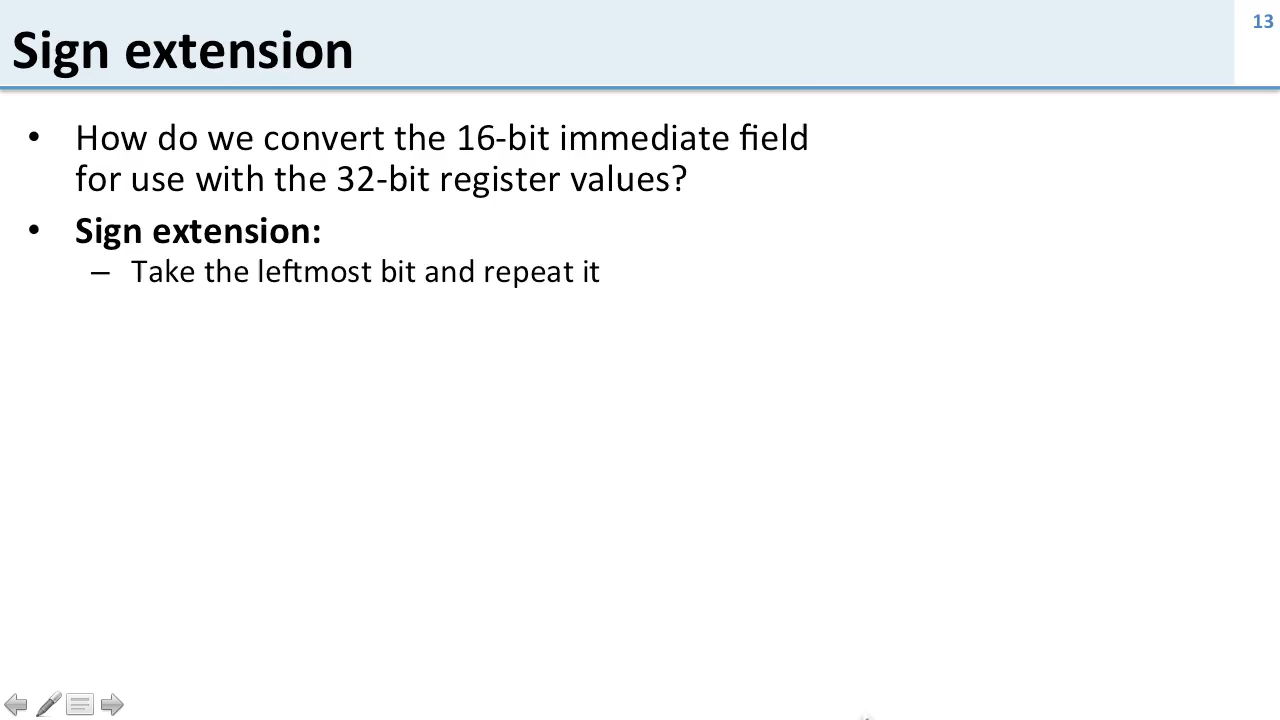 Sign extension
13
• How do we convert the 16-bit immediate field
for use with the 32-bit register values?
• Sign extension:
– Take the leftmost bit and repeat it